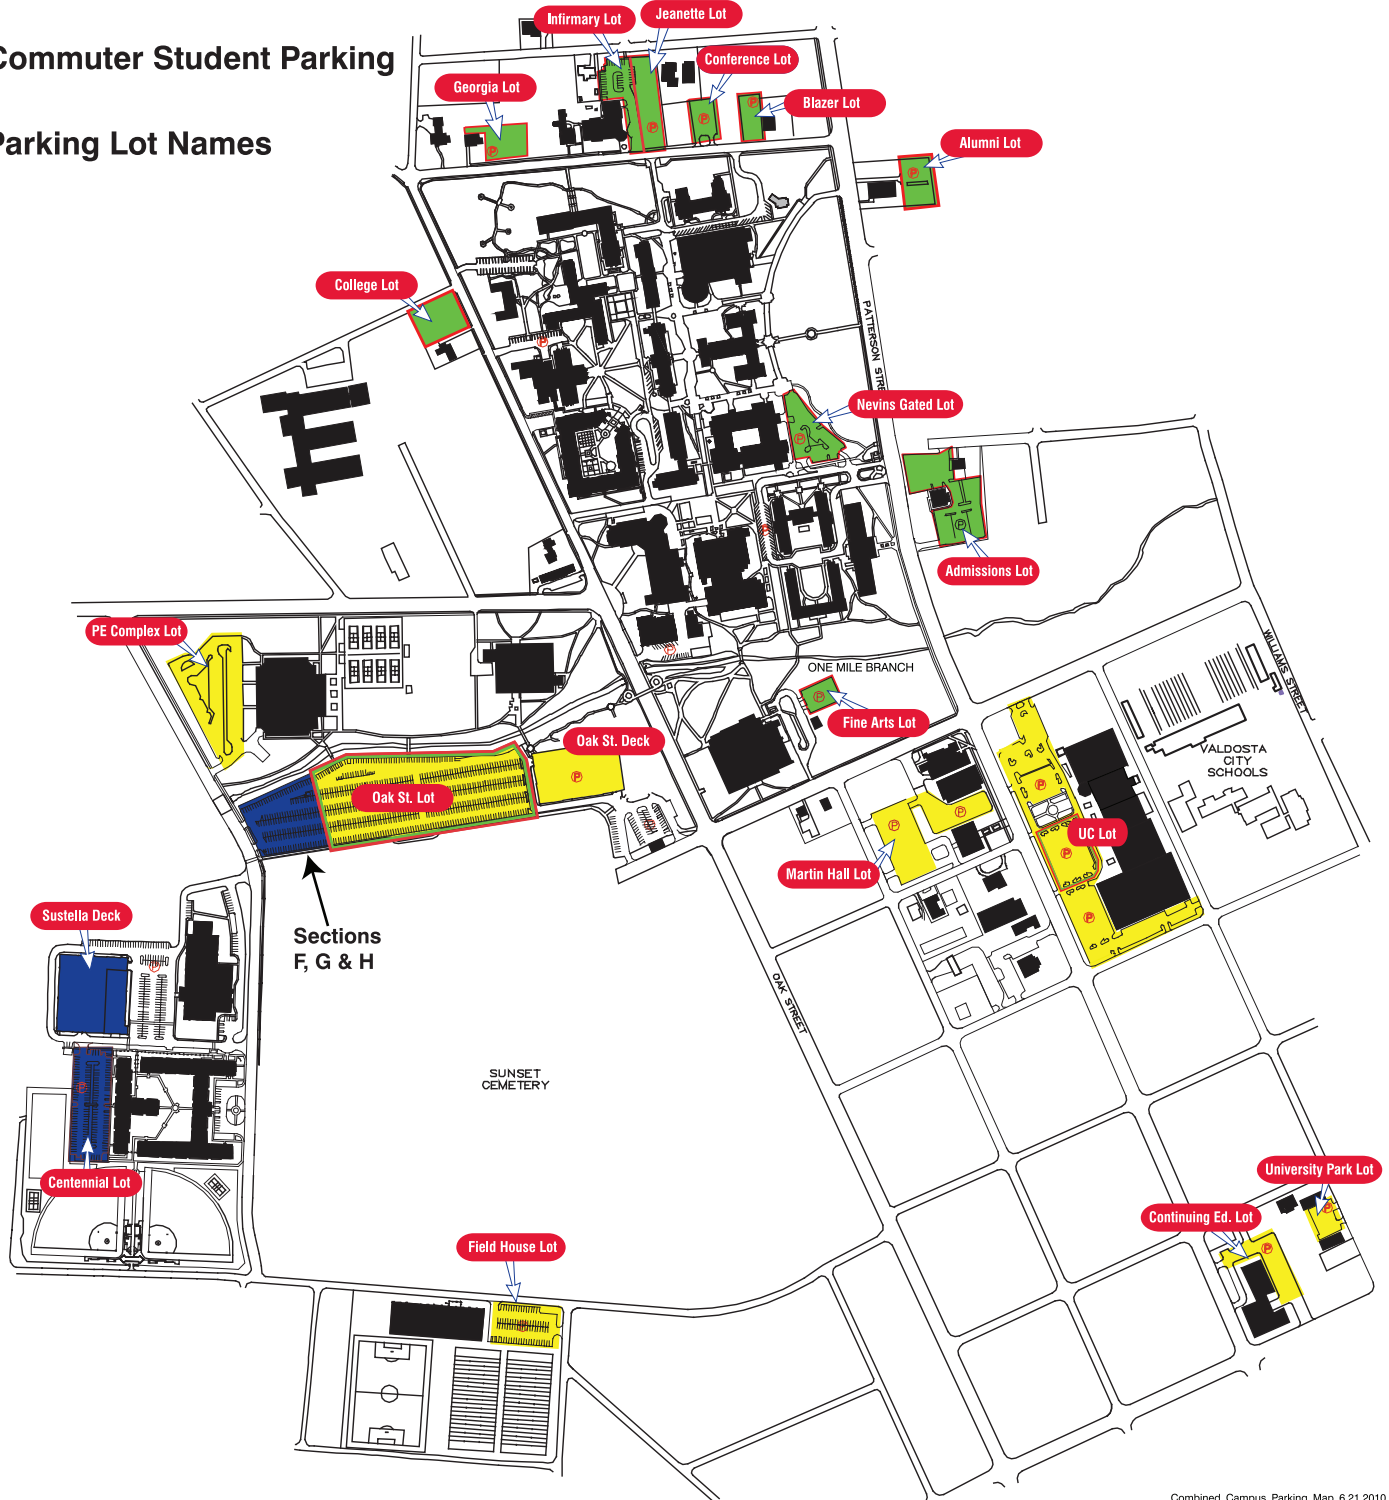 Commuter Student Parking
Parking Lot Names
Infirmary Lot
Jeanette Lot
Conference Lot
Georgia Lot
Blazer Lot
Alumni Lot
College Lot
PATTERSON STRE
Nevins Gated Lot
Admissions Lot
PE Complex Lot
WILLIAMS STREET
ONE MILE BRANCH
Fine Arts Lot
Oak St. Deck
VALDOSTA
CITY
SCHOOLS
Oak St. Lot
UC Lot
Martin Hall Lot
Sustella Deck
Sections
F, G & H
OAK STREET
SUNSET
CEMETERY
Centennial Lot
University Park Lot
Continuing Ed. Lot
Field House Lot
Combined Campus Parking Map 6.21.2010